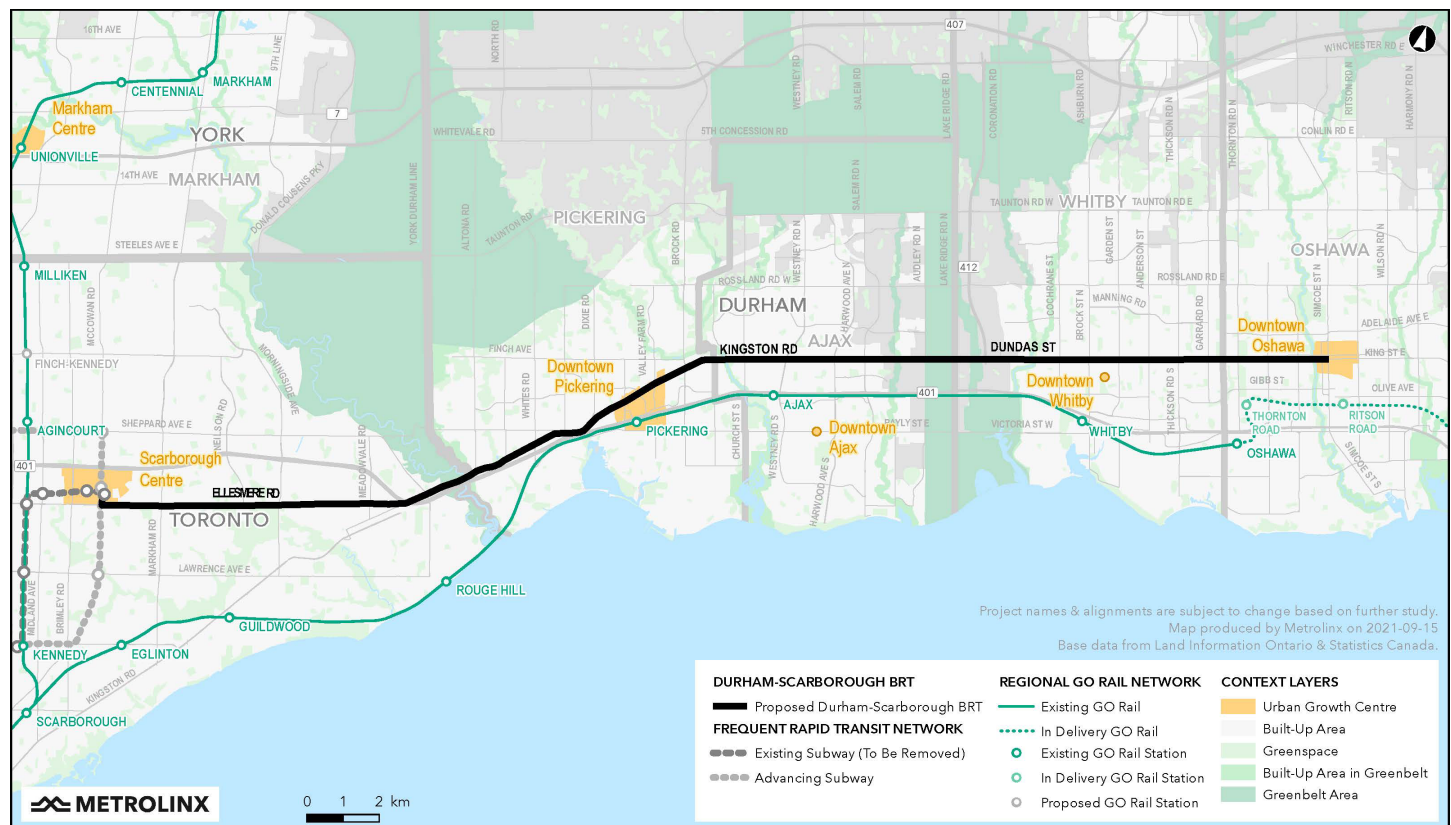 16TH AVE
9TH LINE
NORTH RD
407
WINCHESTER RD E
CENTENNIAL
MARKHAM
Markham
Centre
YORK
7
WHITEVALE RD
WESTNEY RD
SALEM RD
5TH CONCESSION RD
LAKE RIDGE RD
CORONATION RD
ASHBURN RD
THICKSON RD N
THORNTON RD N
CONLIN RD E
RITSON RD N
HARMONY RD N
UNIONVILLE
14TH AVE
MARKHAM
DONALD COUSENS PKY
YORK DURHAM LINE
ALTONA RD
TAUNTON RD
PICKERING
BROCK RD
SALEM RD N
TAUNTON RD W
WHITBY
TAUNTON RD E
STEELES AVE E
WESTNEY RD N
AUDLEY RD N
LAKE RIDGE RD N
412
COCHRANE ST
GARDEN ST
ANDERSON ST
ROSSLAND RD E
OSHAWA
WILSON RD N
SIMCOE ST N
MILLIKEN
MCCOWAN RD
ROSSLAND RD W
DURHAM
HARWOOD AVE N
AJAX
BROCK ST N
MANNING RD
GARRARD RD
ADELAIDE AVE E
DIXIE RD
VALLEY FARM RD
FINCH AVE
FINCH-KENNEDY
MORNINGSIDE AVE
KINGSTON RD
DUNDAS ST
Downtown
Oshawa
KING ST E
Downtown
Pickering
WHITES RD
Downtown
Whitby
GIBB ST
OLIVE AVE
THICKSON RD S
401
AJAX
AGINCOURT
SHEPPARD AVE E
NEILSON RD
MEADOWVALE RD
PICKERING
CHURCH ST S
WESTNEY RD S
Downtown
Ajax
BAYLY ST E
VICTORIA ST W
WHITBY
THORNTON
ROAD
RITSON
ROAD
OSHAWA
SIMCOE ST S
HARWOOD AVE S
401
Scarborough
Centre
ELLESMERE RD
TORONTO
MARKHAM RD
LAWRENCE AVE E
MIDLAND AVE
BRIMLEY RD
ROUGE HILL
GUILDWOOD
KENNEDY
EGLINTON
KINGSTON RD
SCARBOROUGH
Project names & alignments are subject to change based on further study.
Map produced by Metrolinx on 2021-09-15
Base data from Land Information Ontario & Statistics Canada.
DURHAM-SCARBOROUGH BRT
Proposed Durham-Scarborough BRT
FREQUENT RAPID TRANSIT NETWORK
Existing Subway (To Be Removed)
Advancing Subway
REGIONAL GO RAIL NETWORK
Existing GO Rail
In Delivery GO Rail
Existing GO Rail Station
In Delivery GO Rail Station
Proposed GO Rail Station
CONTEXT LAYERS
Urban Growth Centre
Built-Up Area
Greenspace
Built-Up Area in Greenbelt
Greenbelt Area
METROLINX
0 1 2 km